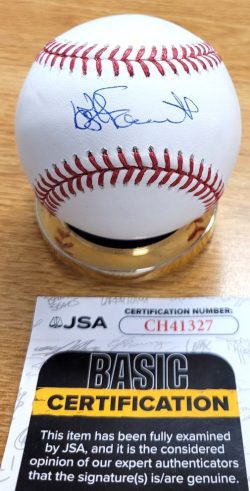 JSA
CERTIFICATION NUMBER:
CH41327
BASIC
CERTIFICATION
This item has been fully examined
by JSA, and it is the considered
opinion of our expert authenticators
that the signature(s) is/are genuine.